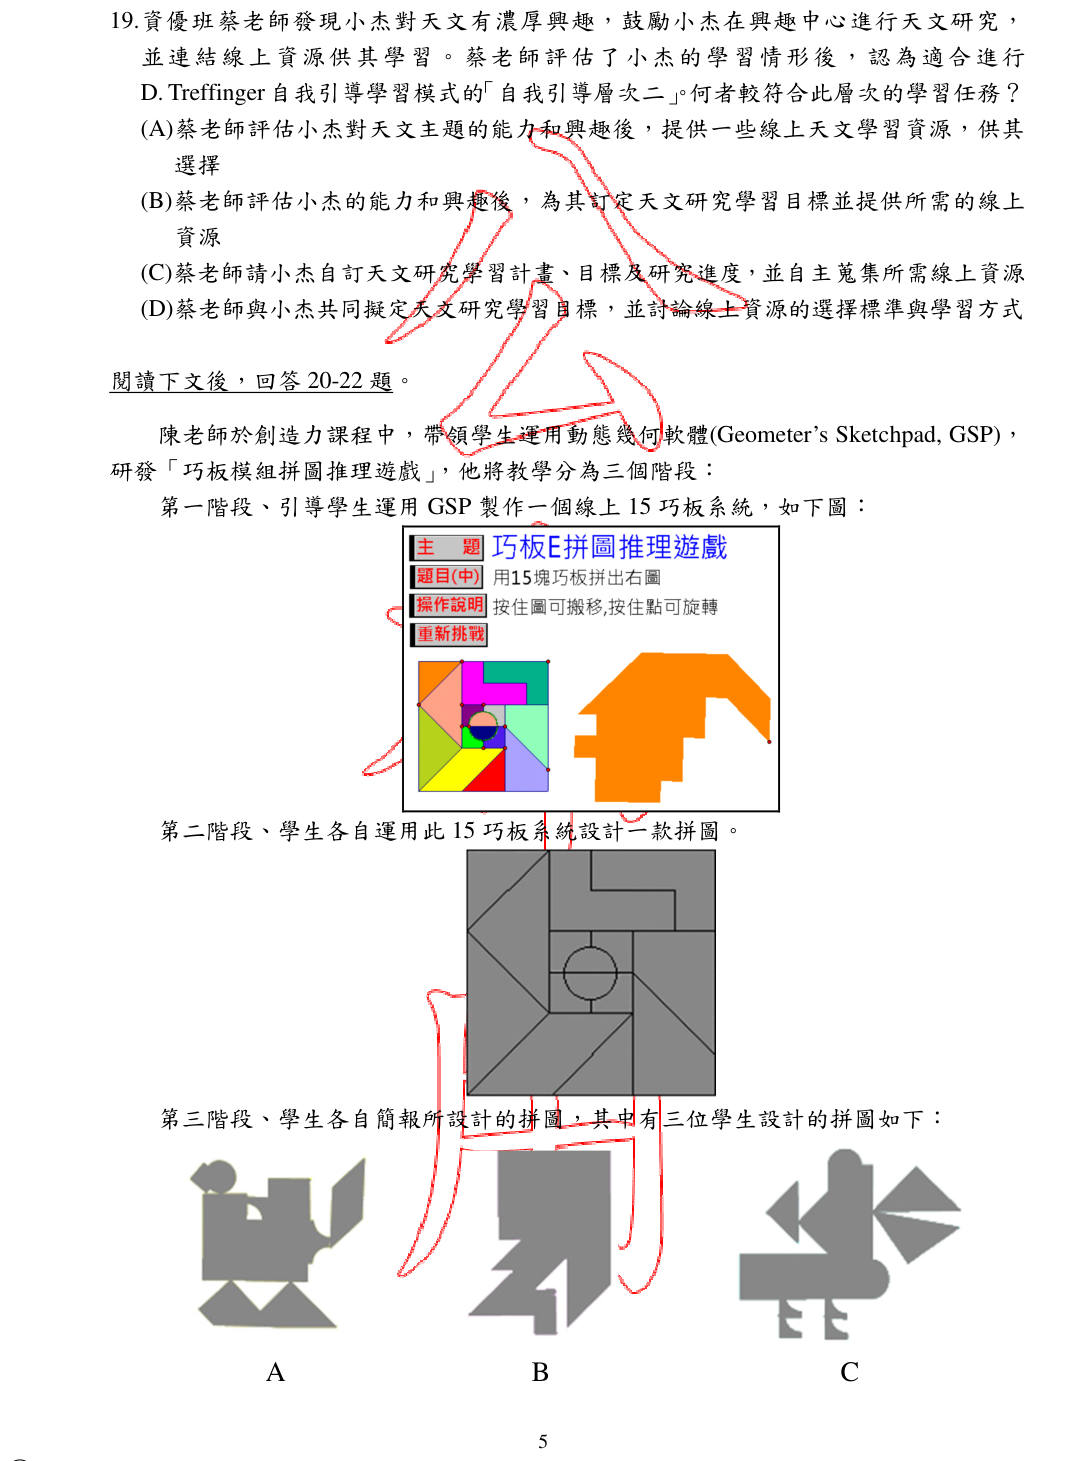 19.資優班蔡老師發現小杰對天文有濃厚興趣，鼓勵小杰在興趣中心進行天文研究，
並連結線上資源供其學習。蔡老師評估了小杰的學習情形後，認為適合進行
D. Treffinger 自我引導學習模式的「自我引導層次二」。何者較符合此層次的學習任務？
(A)蔡老師評估小杰對天文主題的能力和興趣後，提供一些線上天文學習資源，供其
選擇
(B)蔡老師評估小杰的能力和興趣後，為其訂定天文研究學習目標並提供所需的線上
資源
(C)蔡老師請小杰自訂天文研究學習計畫、目標及研究進度，並自主蒐集所需線上資源
(D)蔡老師與小杰共同擬定天文研究學習目標，並討論線上資源的選擇標準與學習方式
閱讀下文後，回答 20-22 題。
陳老師於創造力課程中，帶領學生運用動態幾何軟體(Geometer’s Sketchpad, GSP)，
研發「巧板模組拼圖推理遊戲」，他將教學分為三個階段：
第一階段、引導學生運用 GSP 製作一個線上 15 巧板系統，如下圖：
主 題 巧板E拼圖推理遊戲
題目(中) 用15塊巧板拼出右圖
操作說明 按住圖可搬移,按住點可旋轉
重新挑戰
第二階段、學生各自運用此 15 巧板系統設計一款拼圖。
第三階段、學生各自簡報所設計的拼圖，其中有三位學生設計的拼圖如下：
A B C
5